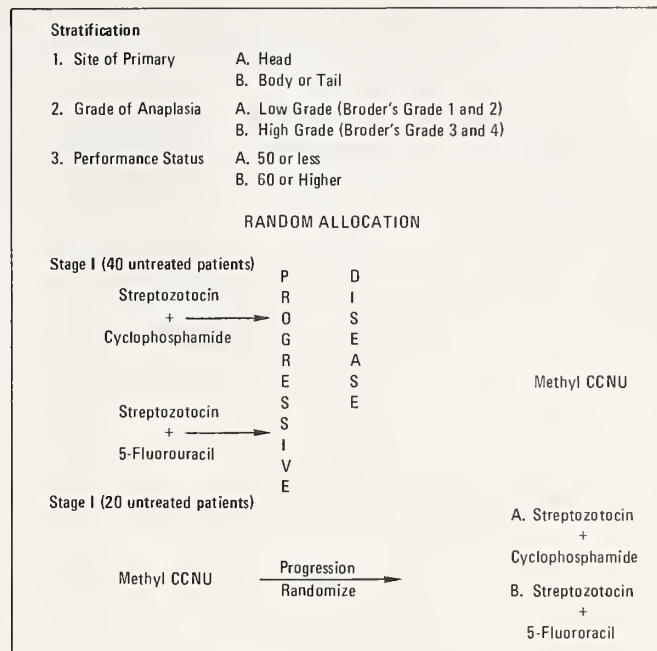 Stratification
1. Site of Primary A. Head
B. Body or Tail
2. Grade of Anaplasia A. Low Grade (Broder's Grade 1 and 2)
B. High Grade (Broder's Grade 3 and 4)
3. Performance Status A. 50 or less
B. 60 or Higher
RANDOM ALLOCATION
Stage I (40 untreated patients)
Streptozotocin
+
Cyclophosphamide
Streptozotocin
+
5-Fluorouracil
PROGRESSIVE
DISEASE
Methyl CCNU
Stage I (20 untreated patients)
Methyl CCNU
Progression
Randomize
A. Streptozotocin
+
Cyclophosphamide
B. Streptozotocin
+
5-Fluororacil